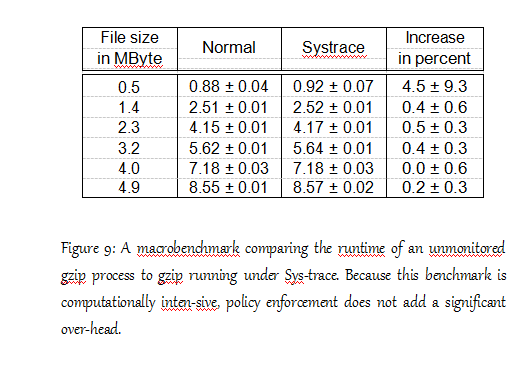 File size in MByte Normal Systrace Increase in percent
0.5 0.88 ± 0.04 0.92 ± 0.07 4.5 ± 9.3
1.4 2.51 ± 0.01 2.52 ± 0.01 0.4 ± 0.6
2.3 4.15 ± 0.01 4.17 ± 0.01 0.5 ± 0.3
3.2 5.62 ± 0.01 5.64 ± 0.01 0.4 ± 0.3
4.0 7.18 ± 0.03 7.18 ± 0.03 0.0 ± 0.6
4.9 8.55 ± 0.01 8.57 ± 0.02 0.2 ± 0.3
Figure 9: A macrobenchmark comparing the runtime of an unmonitored
gzip process to gzip running under Sys-trace. Because this benchmark is
computationally inten-sive, policy enforcement does not add a significant
over-head.